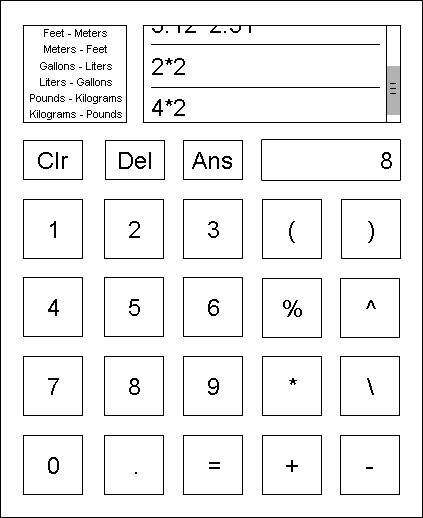 Feet - Meters
Meters - Feet
Gallons - Liters
Liters - Gallons
Pounds - Kilograms
Kilograms - Pounds
2*2
4*2
Clr Del Ans 8
1 2 3 ( )
4 5 6 % ^
7 8 9 * \
0 . = + -